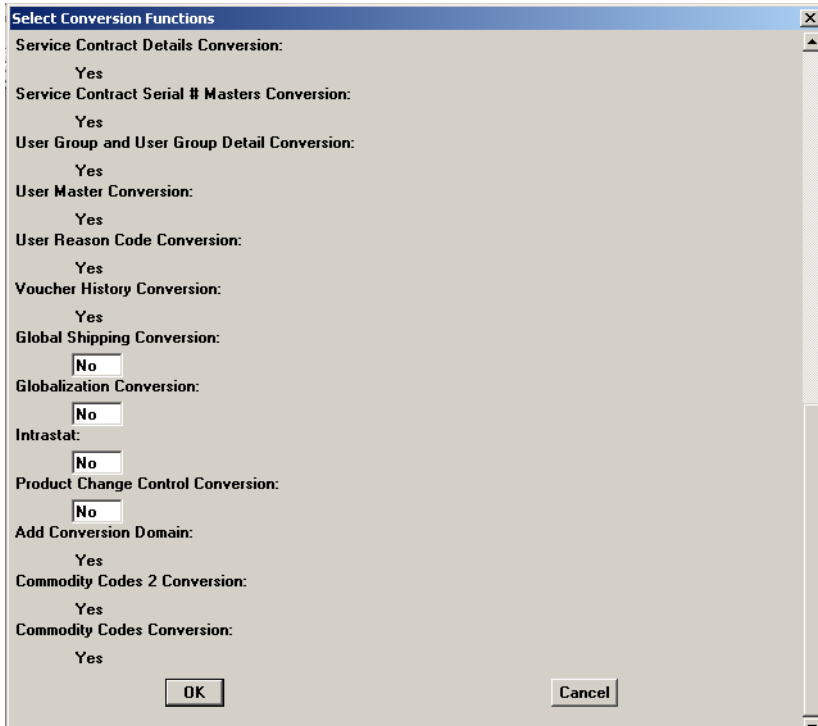 Select Conversion Functions
Service Contract Details Conversion:
Yes
Service Contract Serial # Masters Conversion:
Yes
User Group and User Group Detail Conversion:
Yes
User Master Conversion:
Yes
User Reason Code Conversion:
Yes
Voucher History Conversion:
Yes
Global Shipping Conversion:
No
Globalization Conversion:
No
Intrastat:
No
Product Change Control Conversion:
No
Add Conversion Domain:
Yes
Commodity Codes 2 Conversion:
Yes
Commodity Codes Conversion:
Yes
OK Cancel